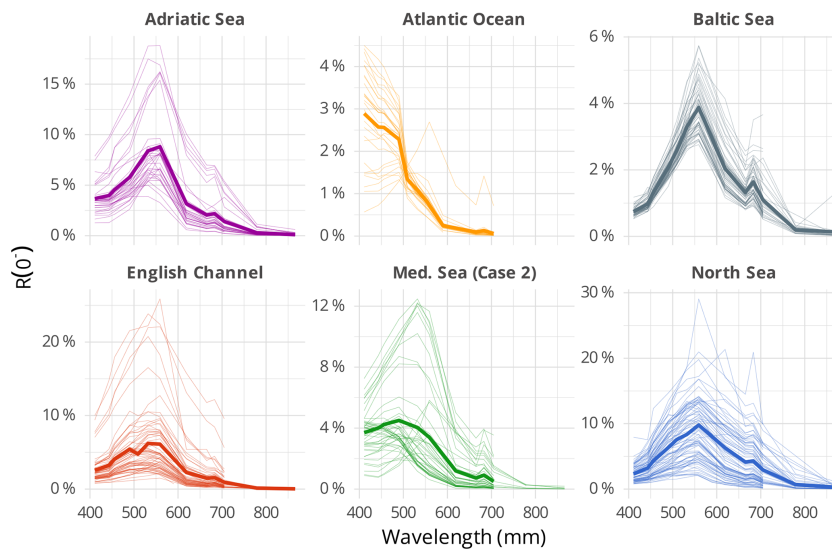 Adriatic Sea
Atlantic Ocean
Baltic Sea
15 %
10 %
5 %
0 %
4 %
3 %
2 %
1 %
0 %
6 %
4 %
2 %
0 %
R(0⁻)
English Channel
Med. Sea (Case 2)
North Sea
20 %
10 %
0 %
12 %
8 %
4 %
0 %
30 %
20 %
10 %
0 %
400 500 600 700 800
400 500 600 700 800
400 500 600 700 800
Wavelength (mm)